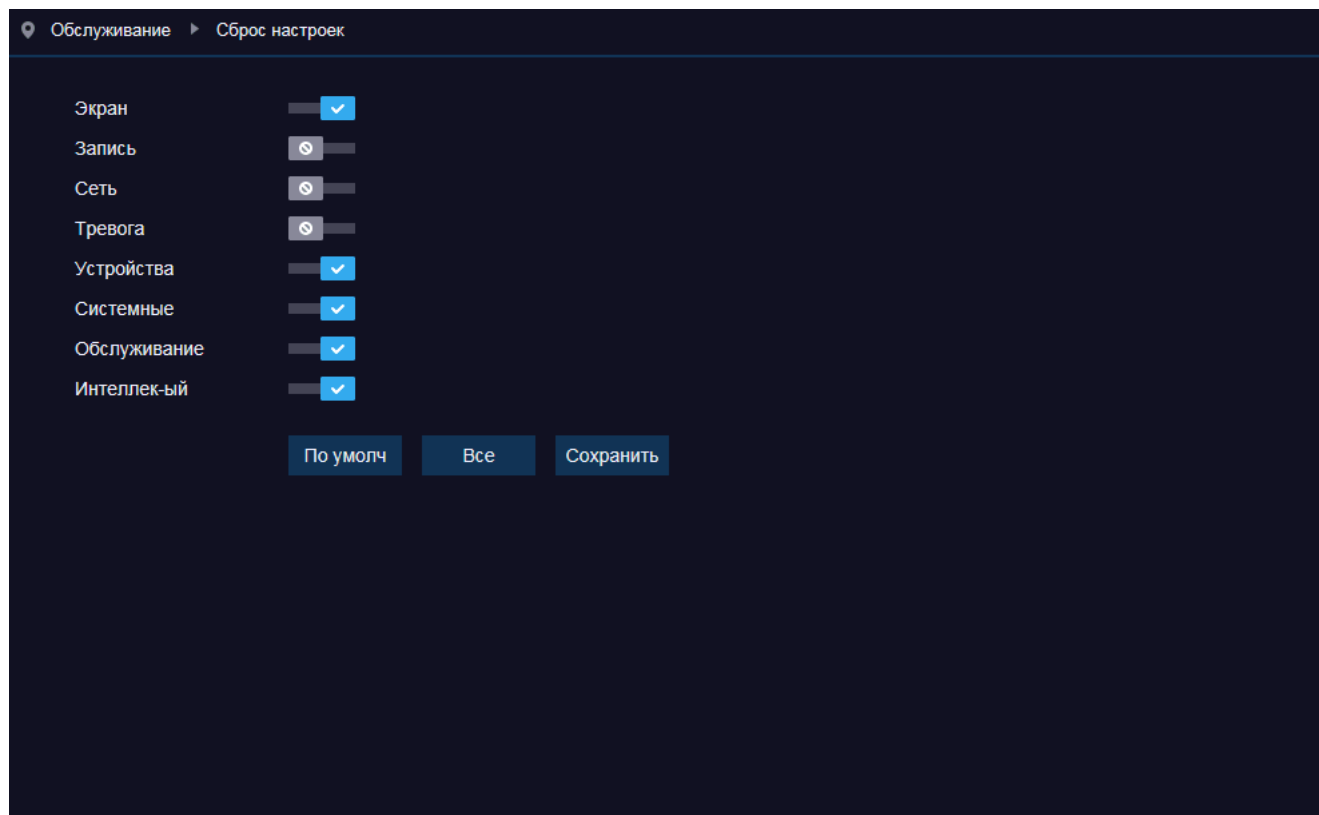 Обслуживание Сброс настроек
Экран
Запись
Сеть
Тревога
Устройства
Системные
Обслуживание
Интеллек-ый
По умолч Все Сохранить